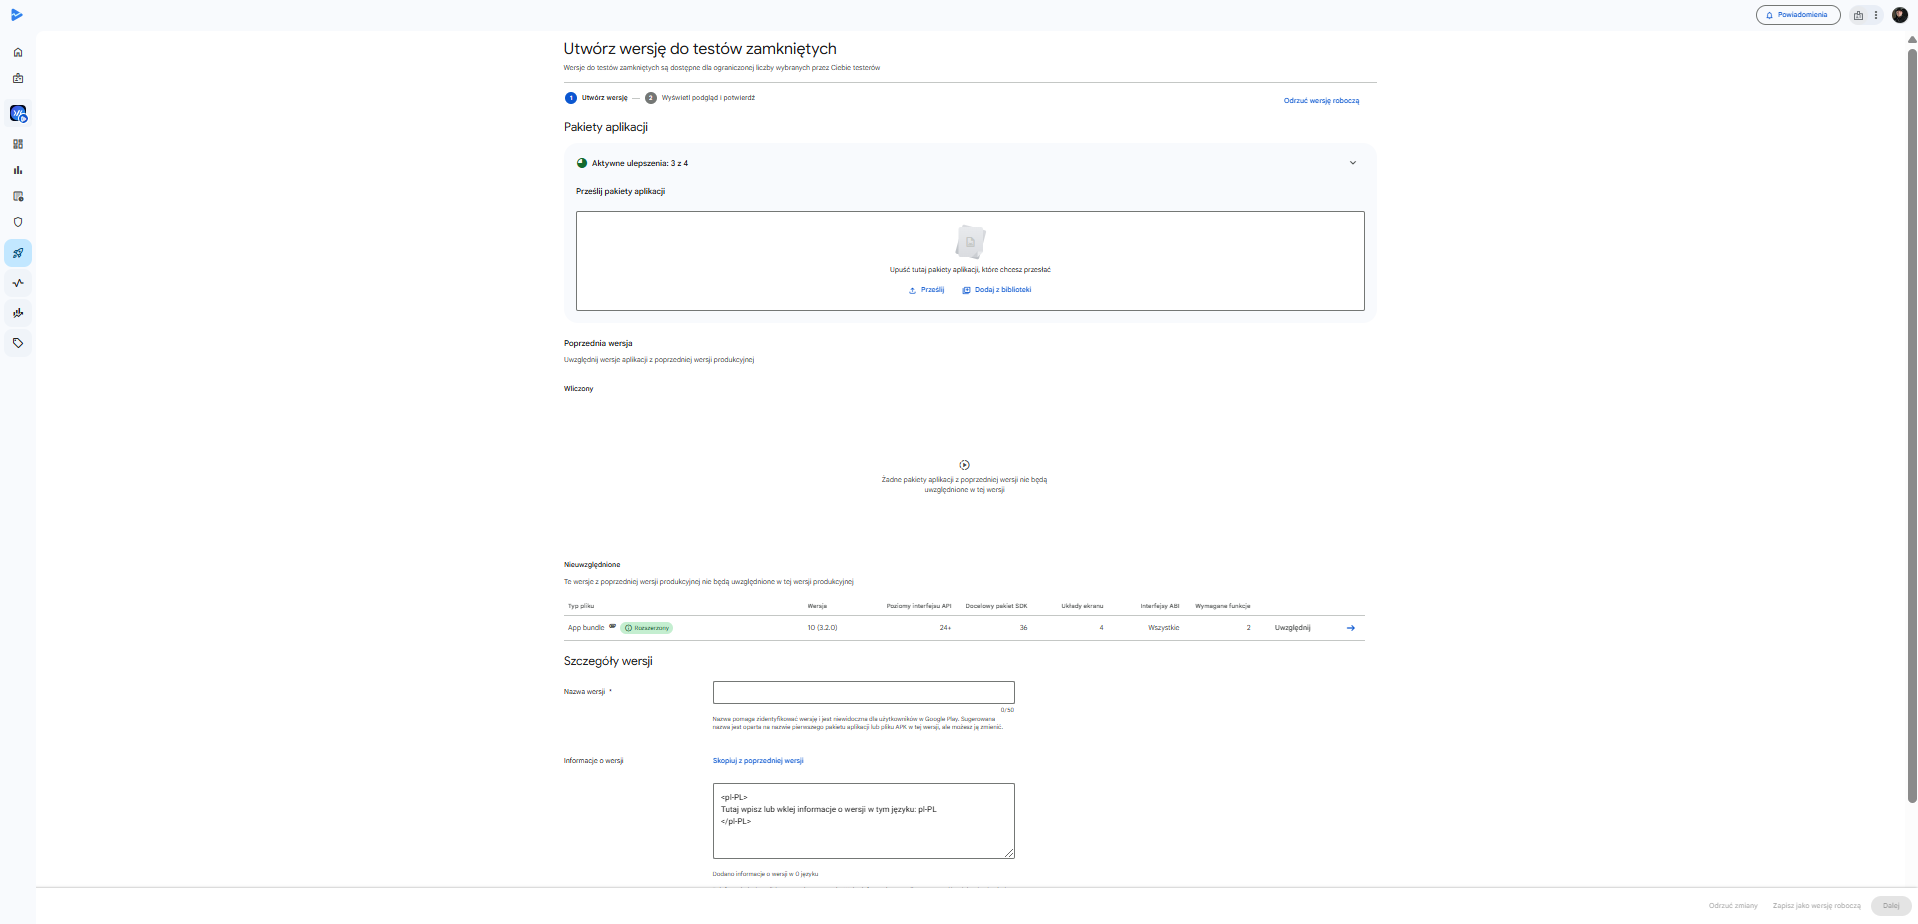 Powiadomienia
Utwórz wersję do testów zamkniętych
Wersje do testów zamkniętych są dostępne dla ograniczonej liczby wybranych przez Ciebie testerów
1 Utwórz wersję — 2 Wyświetl podgląd i potwierdź
Odrzuć wersję roboczą
Pakiety aplikacji
Aktywne ulepszenia: 3 z 4
Prześlij pakiety aplikacji
Upuść tutaj pakiety aplikacji, które chcesz przesłać
Prześlij Dodaj z biblioteki
Poprzednia wersja
Uwzględnij wersje aplikacji z poprzedniej wersji produkcyjnej
Wliczony
Żadne pakiety aplikacji z poprzedniej wersji nie będą
uwzględnione w tej wersji
Nieuwzględnione
Te wersje z poprzedniej wersji produkcyjnej nie będą uwzględnione w tej wersji produkcyjnej
Typ pliku Wersja Poziomy interfejsu API Docelowy pakiet SDK Układy ekranu Interfejsy ABI Wymagane funkcje
App bundle Rozszerzony 10 (3.2.0) 24+ 36 4 Wszystkie 2 Uwzględnij
Szczegóły wersji
Nazwa wersji *
0/50
Nazwa pomaga zidentyfikować wersję i jest niewidoczna dla użytkowników w Google Play. Sugerowana
nazwa jest oparta na nazwie pierwszego pakietu aplikacji lub pliku APK w tej wersji, ale możesz ją zmienić.
Informacje o wersji
Skopiuj z poprzedniej wersji
<pl-PL>
Tutaj wpisz lub wklej informacje o wersji w tym języku: pl-PL
</pl-PL>
Dodano informacje o wersji w 0 języku
Odrzuć zmiany Zapisz jako wersję roboczą Dalej